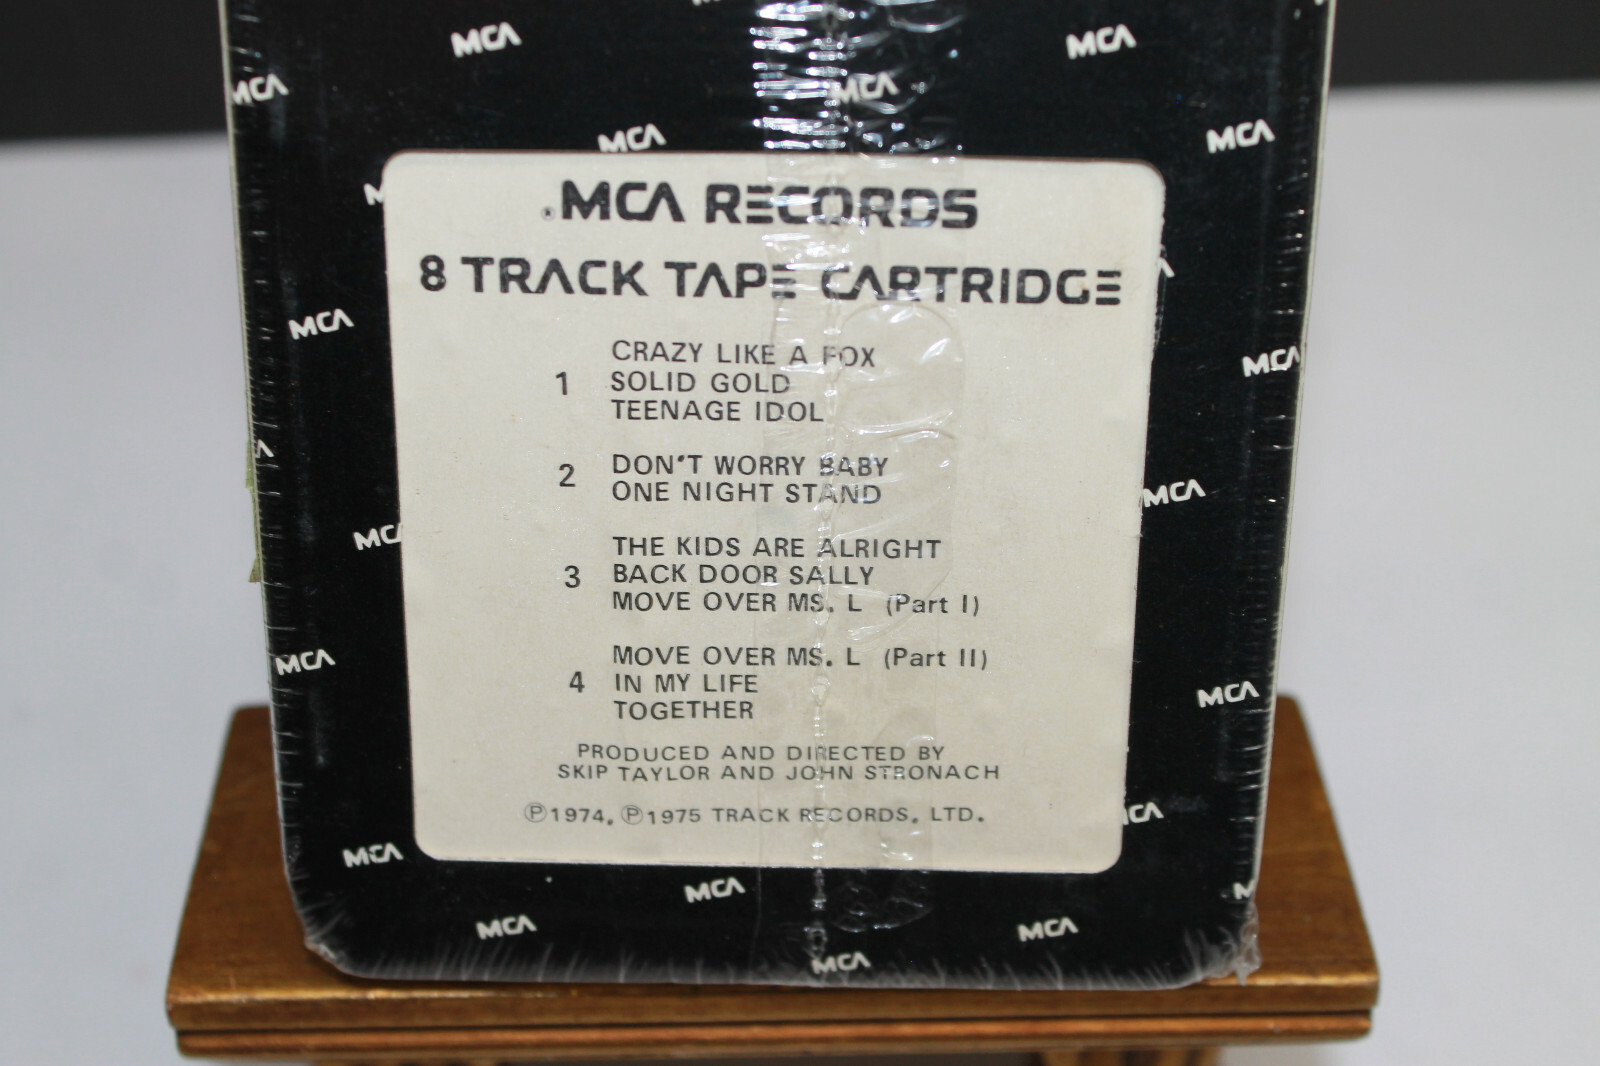 MCA
MCA
MCA
MCA
MCA
MCA
® MCA RECORDS
8 TRACK TAPE CARTRIDGE
1
CRAZY LIKE A FOX
SOLID GOLD
TEENAGE IDOL
2
DON'T WORRY BABY
ONE NIGHT STAND
3
THE KIDS ARE ALRIGHT
BACK DOOR SALLY
MOVE OVER MS. L (Part I)
4
MOVE OVER MS. L (Part II)
IN MY LIFE
TOGETHER
PRODUCED AND DIRECTED BY
SKIP TAYLOR AND JOHN STRONACH
Ⓟ1974, Ⓟ1975 TRACK RECORDS, LTD.
MCA
MCA
MCA
MCA
MCA
MCA
MCA
MCA
MCA
MCA
MCA